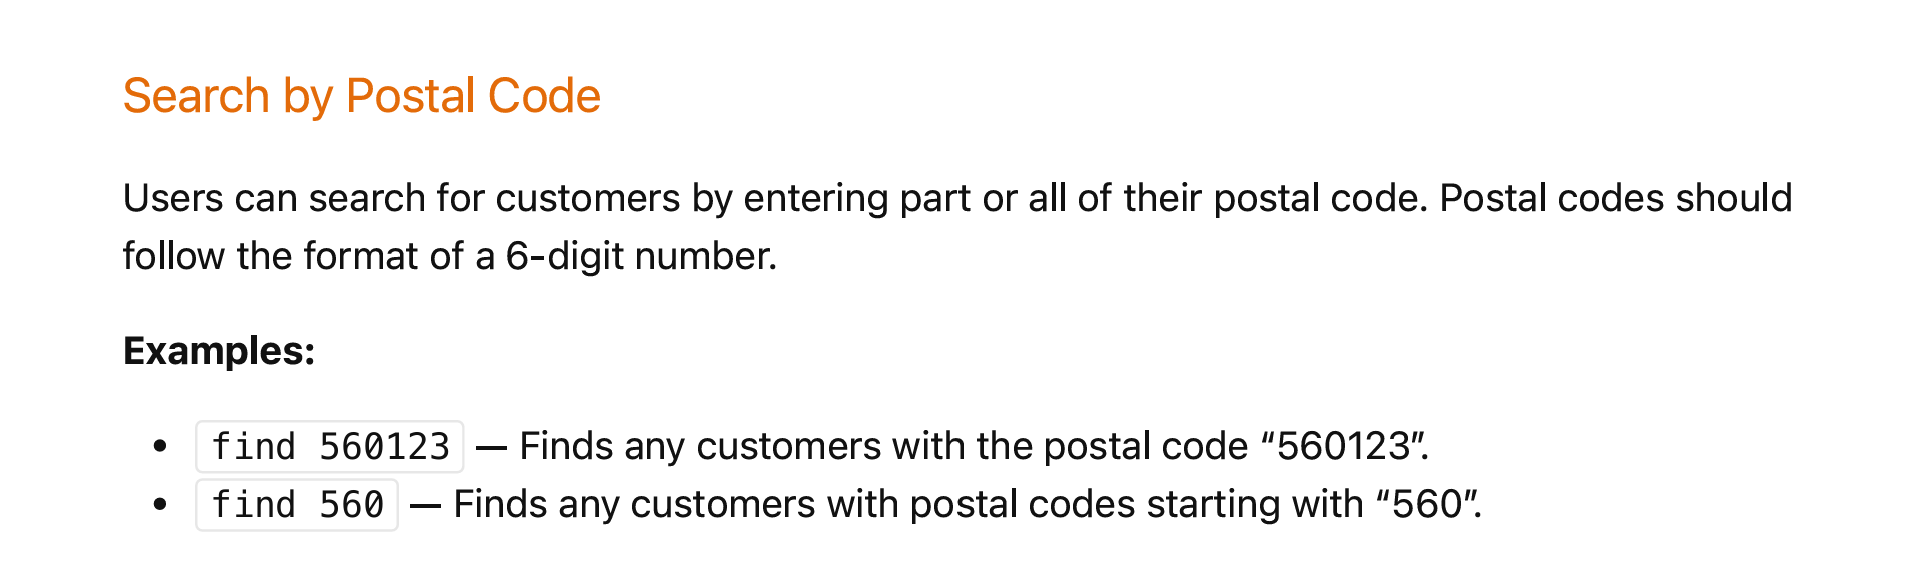 Search by Postal Code
Users can search for customers by entering part or all of their postal code. Postal codes should
follow the format of a 6-digit number.
Examples:
• find 560123 — Finds any customers with the postal code “560123”.
• find 560 — Finds any customers with postal codes starting with “560”.